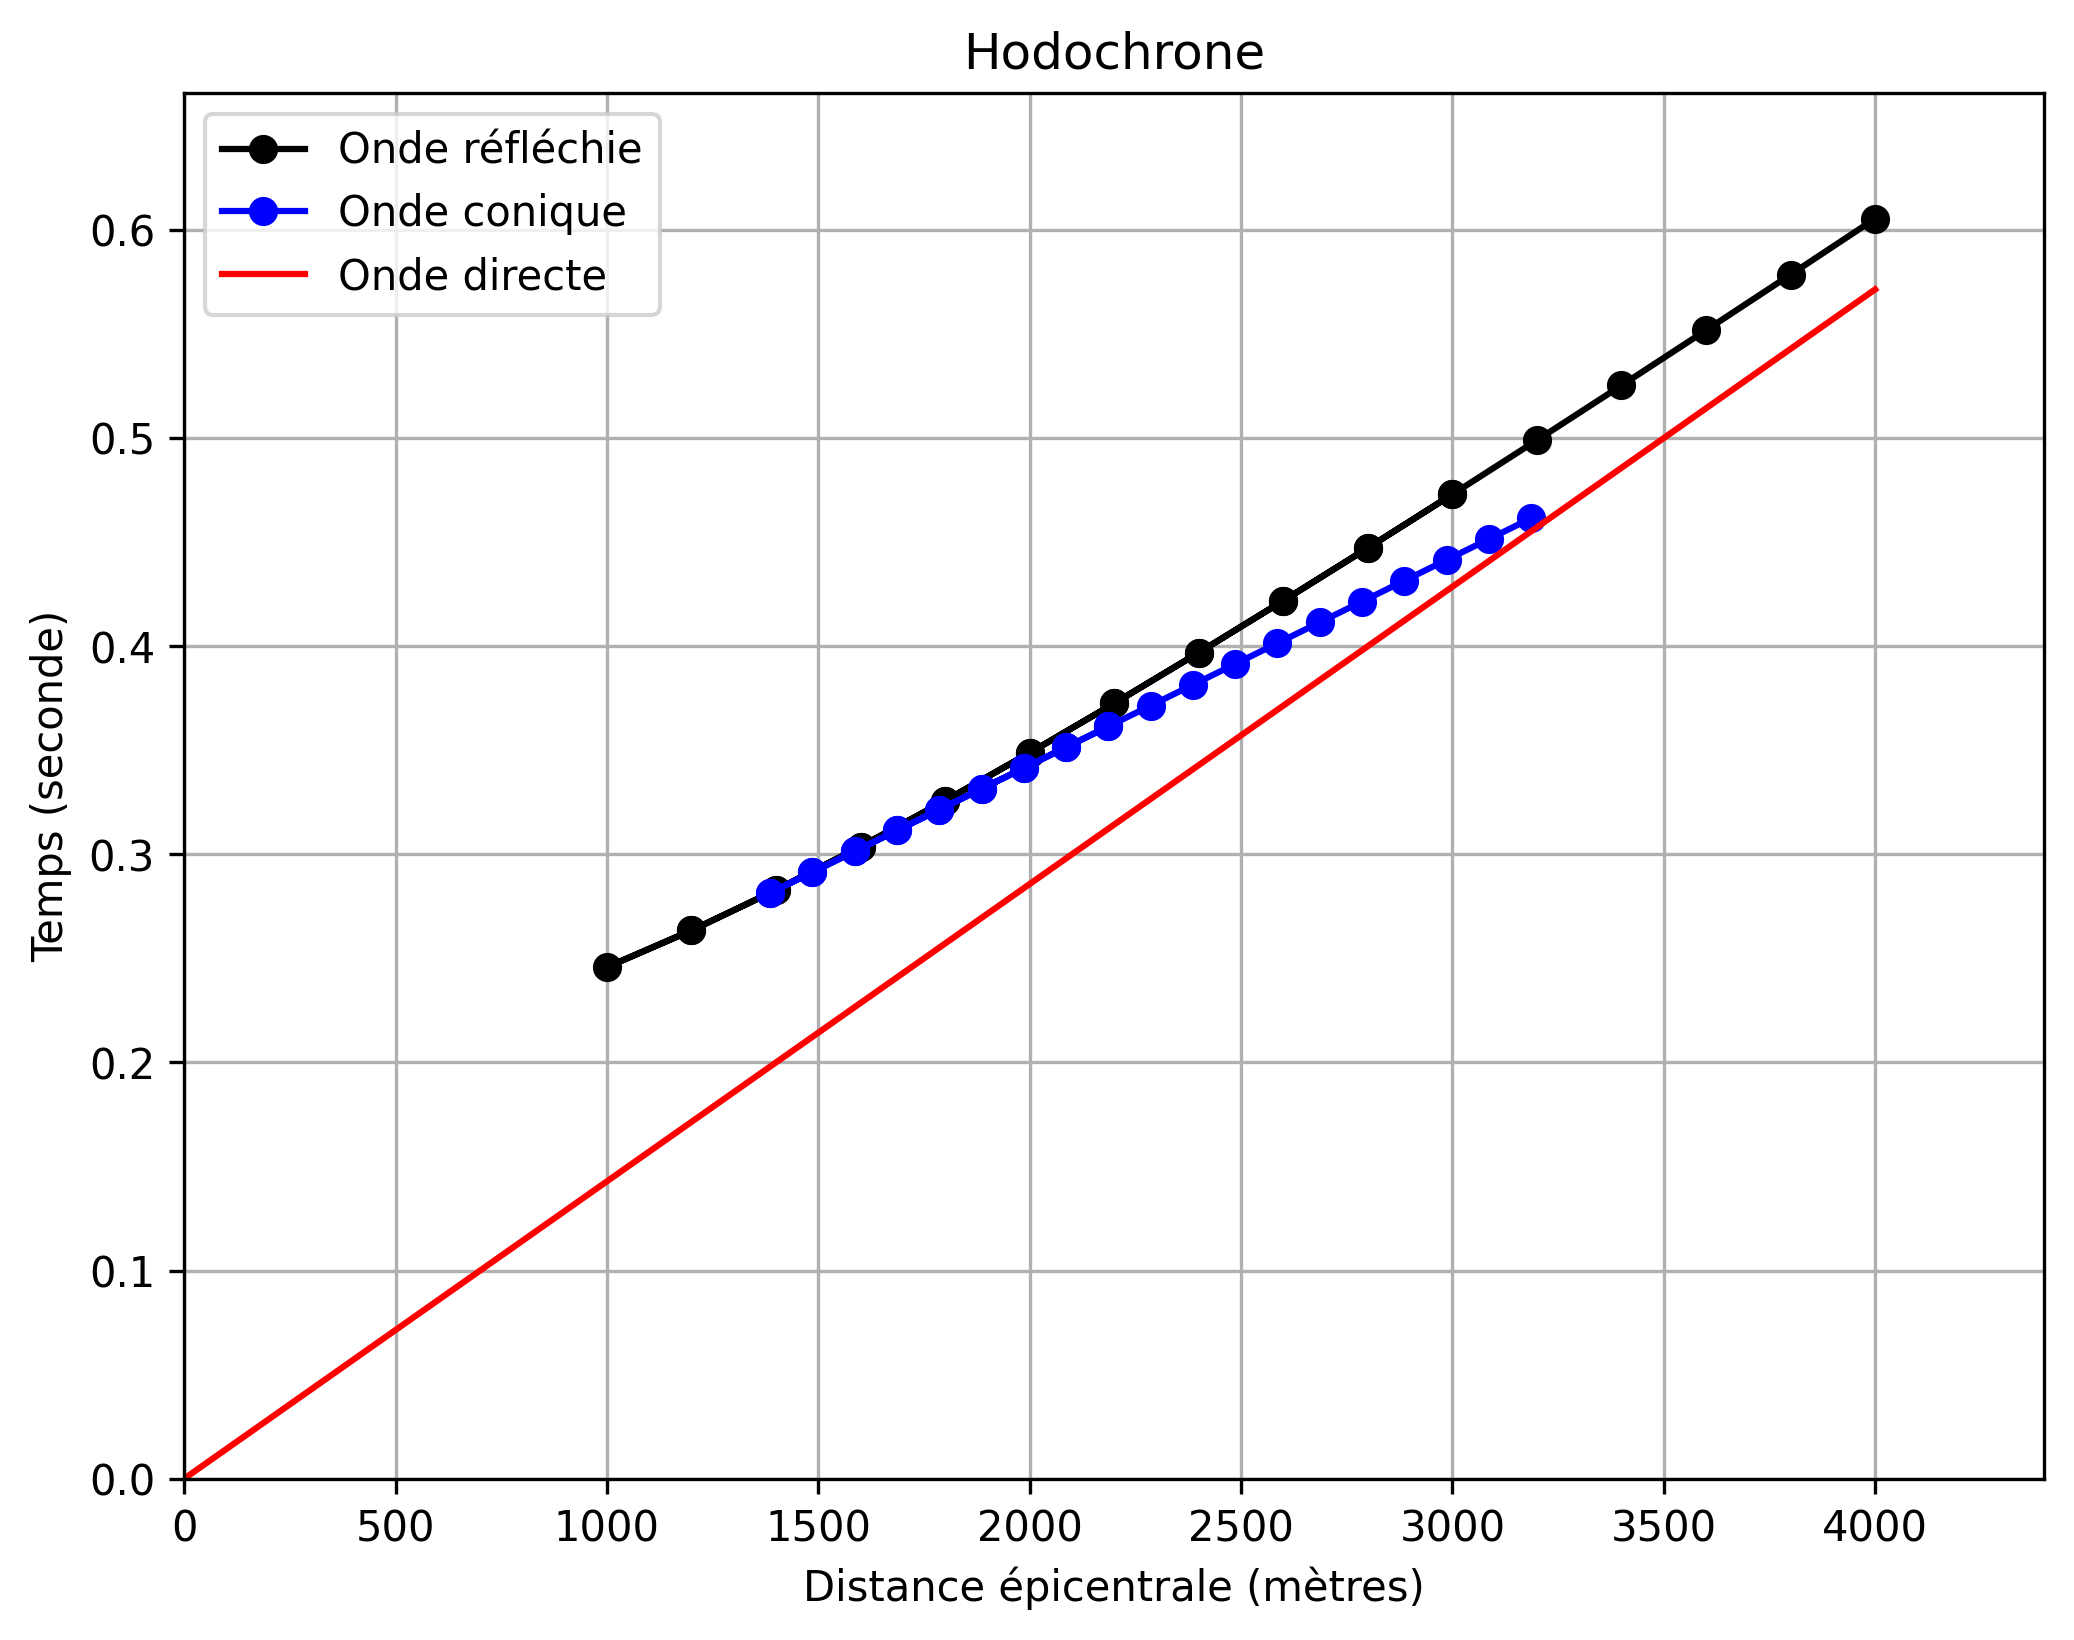 Hodochrone
Onde réfléchie
Onde conique
Onde directe
0.6
0.5
0.4
0.3
0.2
0.1
0.0
Temps (seconde)
0 500 1000 1500 2000 2500 3000 3500 4000
Distance épicentrale (mètres)